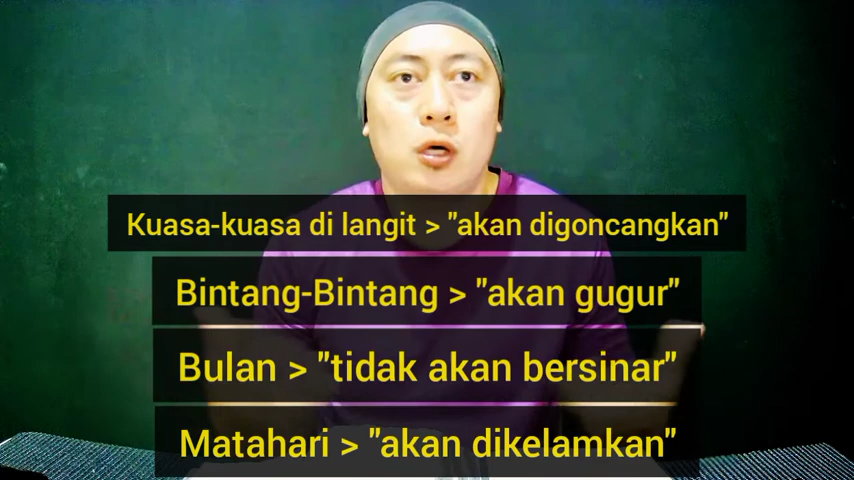 Kuasa-kuasa di langit > "akan digoncangkan"
Bintang-Bintang > "akan gugur"
Bulan > "tidak akan bersinar"
Matahari > "akan dikelamkan"